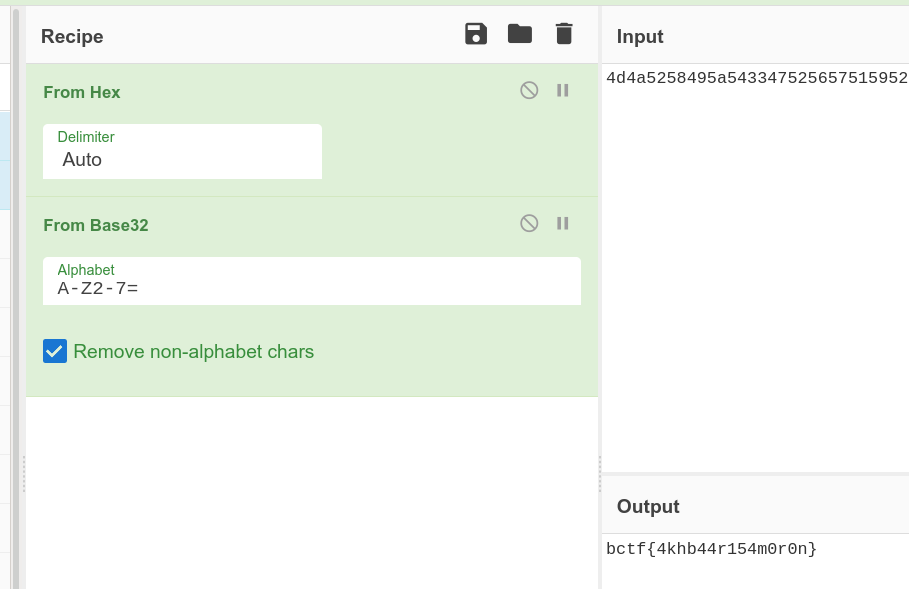 Recipe
From Hex
Delimiter
Auto
From Base32
Alphabet
A-Z2-7=
Remove non-alphabet chars
Input
4d4a5258495a543347525657515952
Output
bctf{4khb44r154m0r0n}